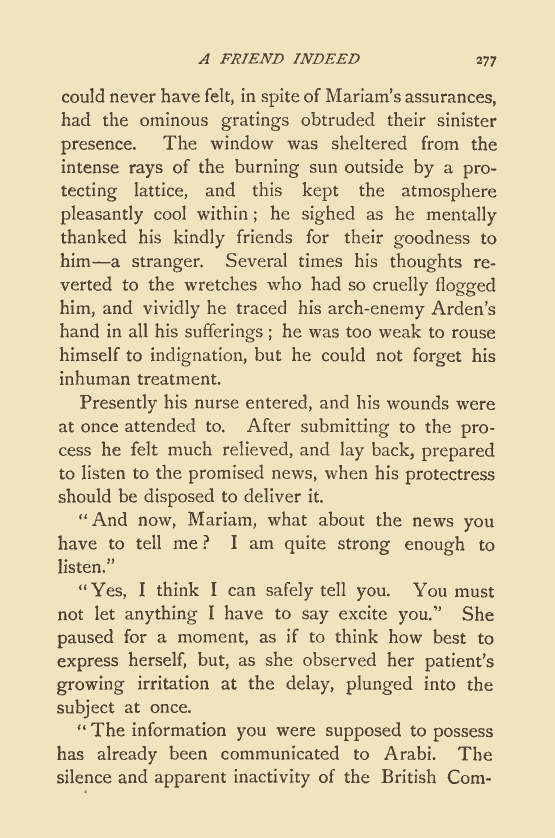 A FRIEND INDEED 277
could never have felt, in spite of Mariam's assurances,
had the ominous gratings obtruded their sinister
presence. The window was sheltered from the
intense rays of the burning sun outside by a pro-
tecting lattice, and this kept the atmosphere
pleasantly cool within; he sighed as he mentally
thanked his kindly friends for their goodness to
him—a stranger. Several times his thoughts re-
verted to the wretches who had so cruelly flogged
him, and vividly he traced his arch-enemy Arden's
hand in all his sufferings; he was too weak to rouse
himself to indignation, but he could not forget his
inhuman treatment.
Presently his nurse entered, and his wounds were
at once attended to. After submitting to the pro-
cess he felt much relieved, and lay back, prepared
to listen to the promised news, when his protectress
should be disposed to deliver it.
"And now, Mariam, what about the news you
have to tell me? I am quite strong enough to
listen."
"Yes, I think I can safely tell you. You must
not let anything I have to say excite you." She
paused for a moment, as if to think how best to
express herself, but, as she observed her patient's
growing irritation at the delay, plunged into the
subject at once.
"The information you were supposed to possess
has already been communicated to Arabi. The
silence and apparent inactivity of the British Com-